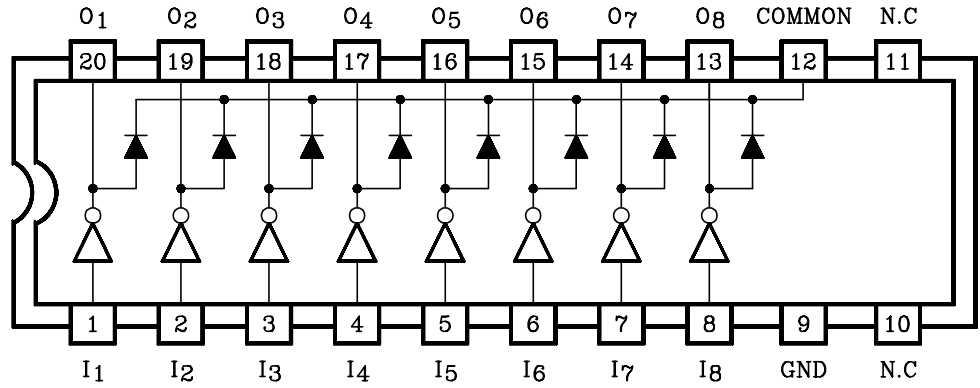 O1 O2 O3 O4 O5 O6 O7 O8 COMMON N.C
20 19 18 17 16 15 14 13 12 11
1 2 3 4 5 6 7 8 9 10
I1 I2 I3 I4 I5 I6 I7 I8 GND N.C